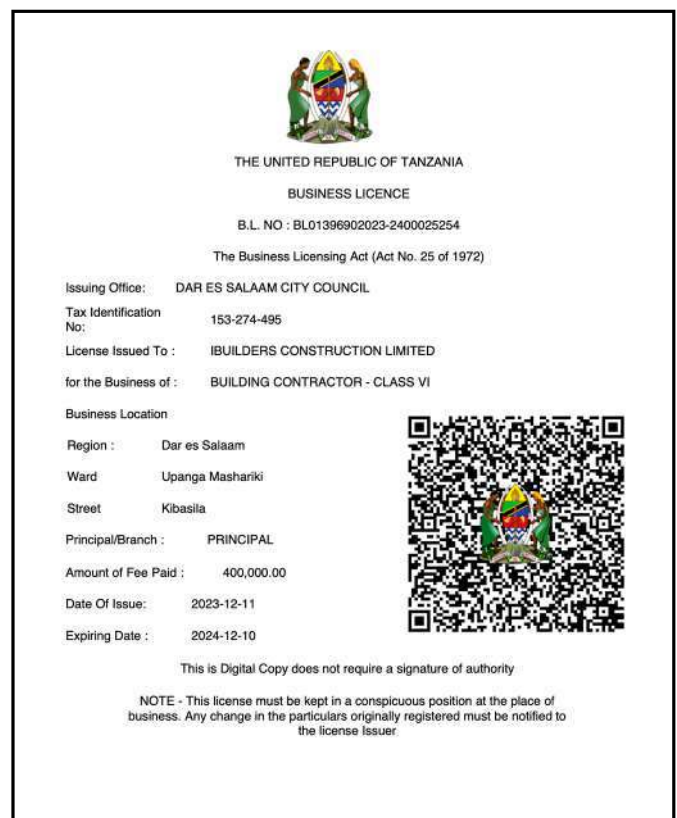 THE UNITED REPUBLIC OF TANZANIA
BUSINESS LICENCE
B.L. NO : BL01396902023-2400025254
The Business Licensing Act (Act No. 25 of 1972)
Issuing Office: DAR ES SALAAM CITY COUNCIL
Tax Identification
No: 153-274-495
License Issued To : IBUILDERS CONSTRUCTION LIMITED
for the Business of : BUILDING CONTRACTOR - CLASS VI
Business Location
Region : Dar es Salaam
Ward Upanga Mashariki
Street Kibasila
Principal/Branch : PRINCIPAL
Amount of Fee Paid : 400,000.00
Date Of Issue: 2023-12-11
Expiring Date : 2024-12-10
This is Digital Copy does not require a signature of authority
NOTE - This license must be kept in a conspicuous position at the place of
business. Any change in the particulars originally registered must be notified to
the license Issuer